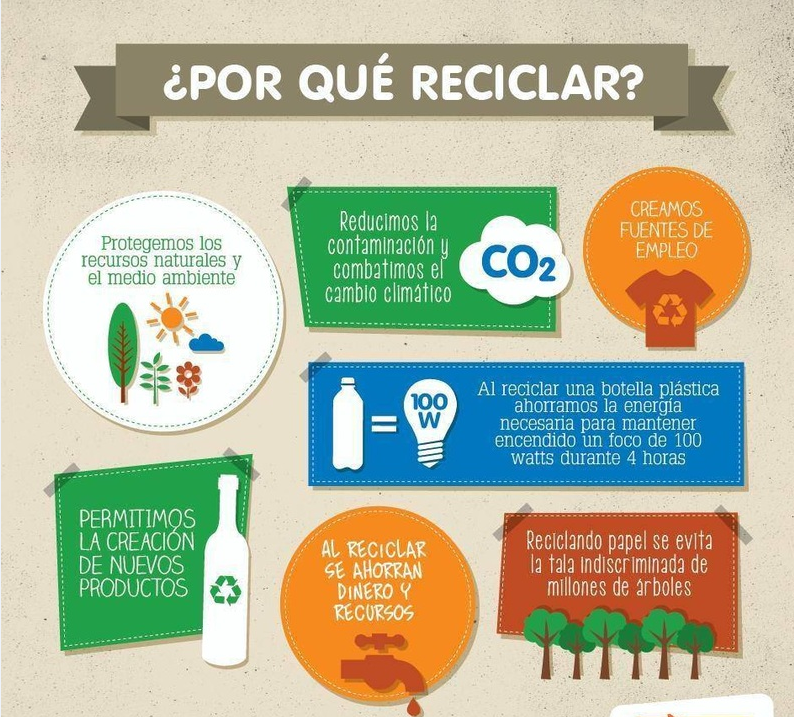 ¿POR QUÉ RECICLAR?
Protegemos los
recursos naturales y
el medio ambiente
Reducimos la
contaminación y
combatimos el
cambio climático
CO2
CREAMOS
FUENTES DE
EMPLEO
100
W
Al reciclar una botella plástica
ahorramos la energía
necesaria para mantener
encendido un foco de 100
watts durante 4 horas
PERMITIMOS
LA CREACIÓN
DE NUEVOS
PRODUCTOS
AL RECICLAR
SE AHORRAN
DINERO Y
RECURSOS
Reciclando papel se evita
la tala indiscriminada de
millones de árboles